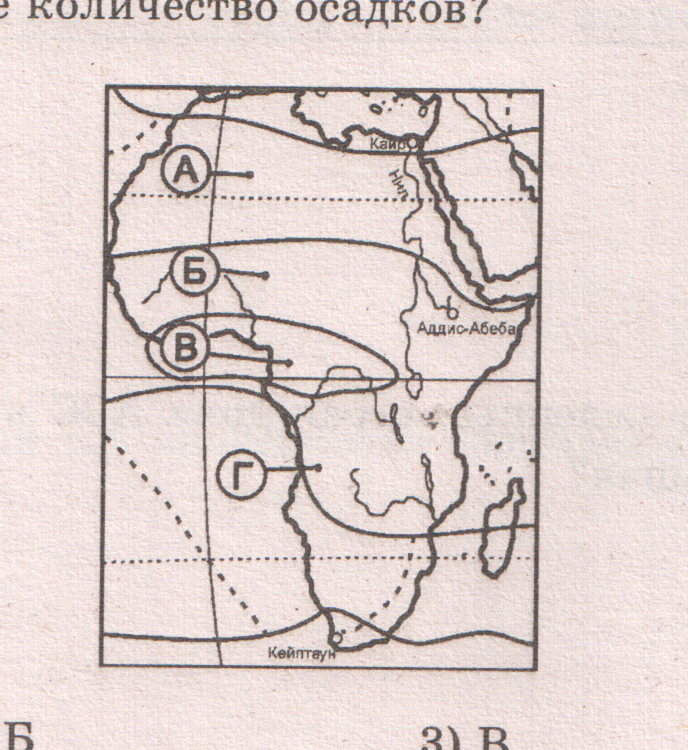 е количество осадков?
Каир
А
Нил
Б
Аддис-Абеба
В
Г
Кейптаун
Б
3) В